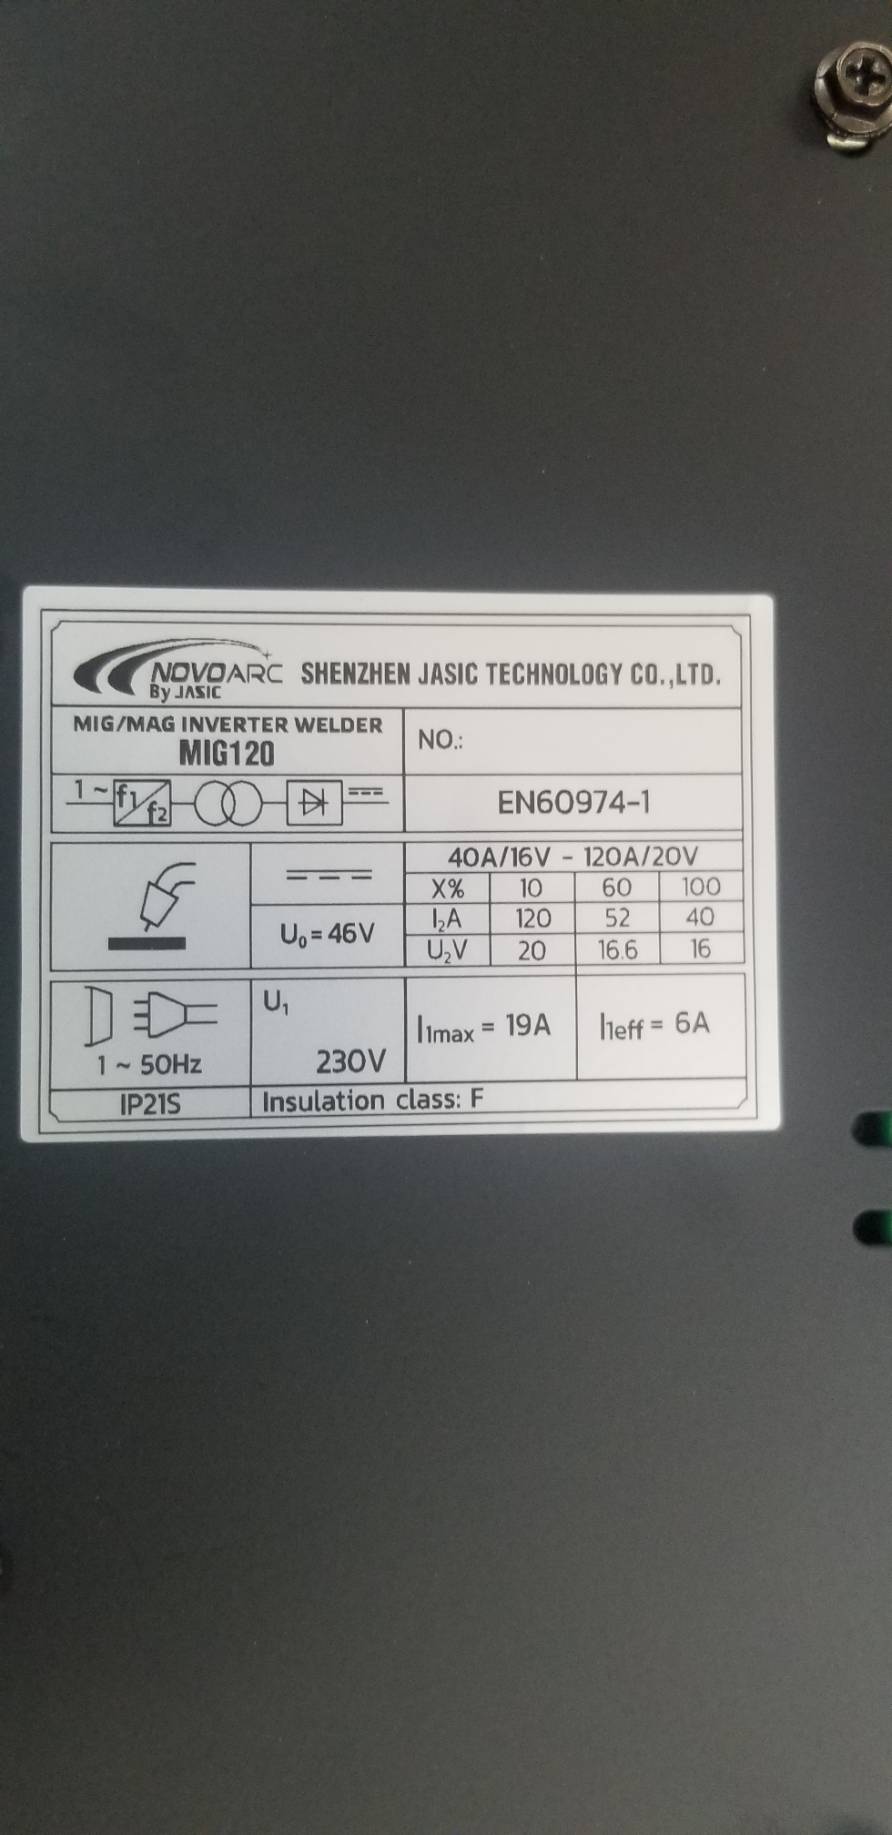 NOVOARC SHENZHEN JASIC TECHNOLOGY CO.,LTD.
By JASIC
MIG/MAG INVERTER WELDER
MIG120
NO.:
1 ~ f1 f2
EN60974-1
40A/16V - 120A/20V
X% 10 60 100
I₂A 120 52 40
U₀=46V
U₂V 20 16.6 16
U₁
230V
I1max = 19A
I1eff = 6A
1 ~ 50Hz
IP21S
Insulation class: F